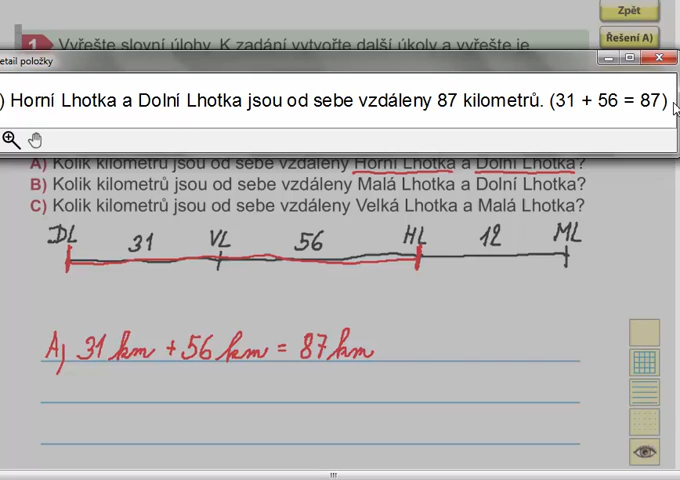 Zpět
1 Vyřešte slovní úlohy. K zadání vytvořte další úkoly a vyřešte je.
Řešení A)
etail položky
) Horní Lhotka a Dolní Lhotka jsou od sebe vzdáleny 87 kilometrů. (31 + 56 = 87)
A) Kolik kilometrů jsou od sebe vzdáleny Horní Lhotka a Dolní Lhotka?
B) Kolik kilometrů jsou od sebe vzdáleny Malá Lhotka a Dolní Lhotka?
C) Kolik kilometrů jsou od sebe vzdáleny Velká Lhotka a Malá Lhotka?
DL 31 VL 56 HL 12 ML
A) 31 km + 56 km = 87 km